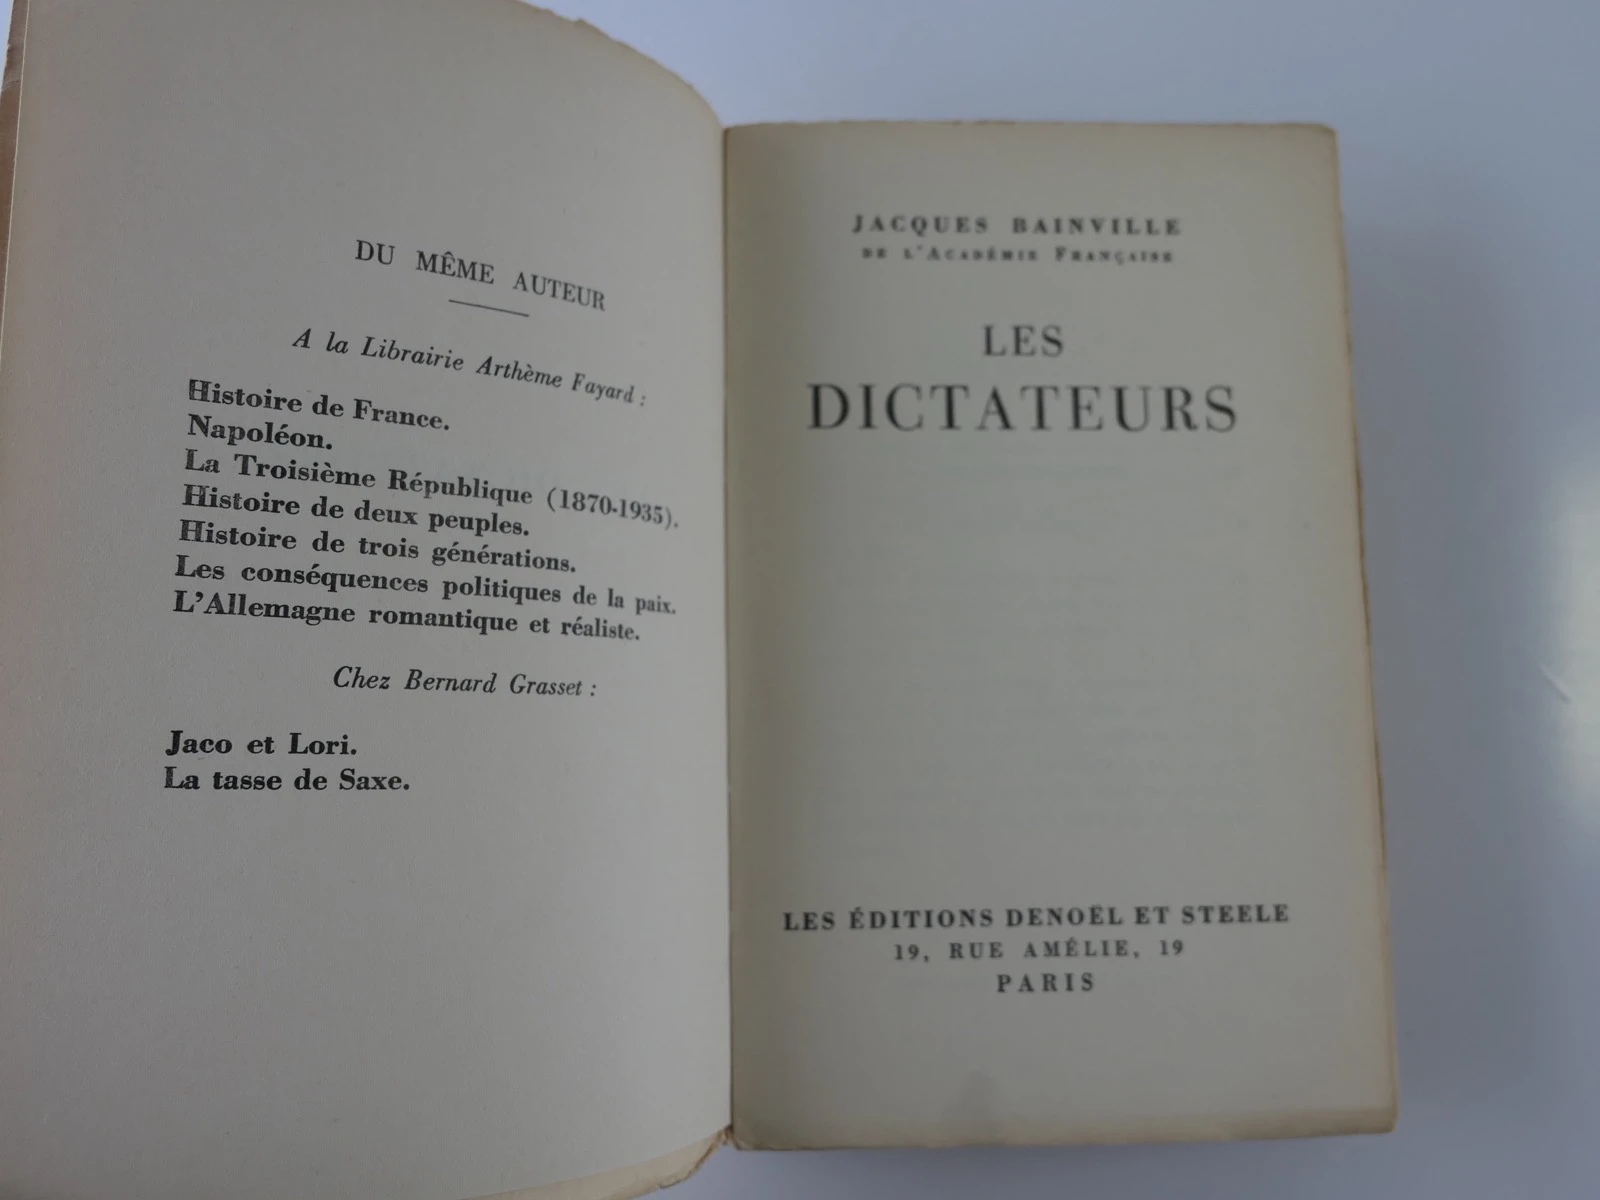 DU MÊME AUTEUR
A la Librairie Arthème Fayard :
Histoire de France.
Napoléon.
La Troisième République (1870-1935).
Histoire de deux peuples.
Histoire de trois générations.
Les conséquences politiques de la paix.
L'Allemagne romantique et réaliste.
Chez Bernard Grasset :
Jaco et Lori.
La tasse de Saxe.
JACQUES BAINVILLE
DE L'ACADÉMIE FRANÇAISE
LES
DICTATEURS
LES ÉDITIONS DENOËL ET STEELE
19, RUE AMÉLIE, 19
PARIS